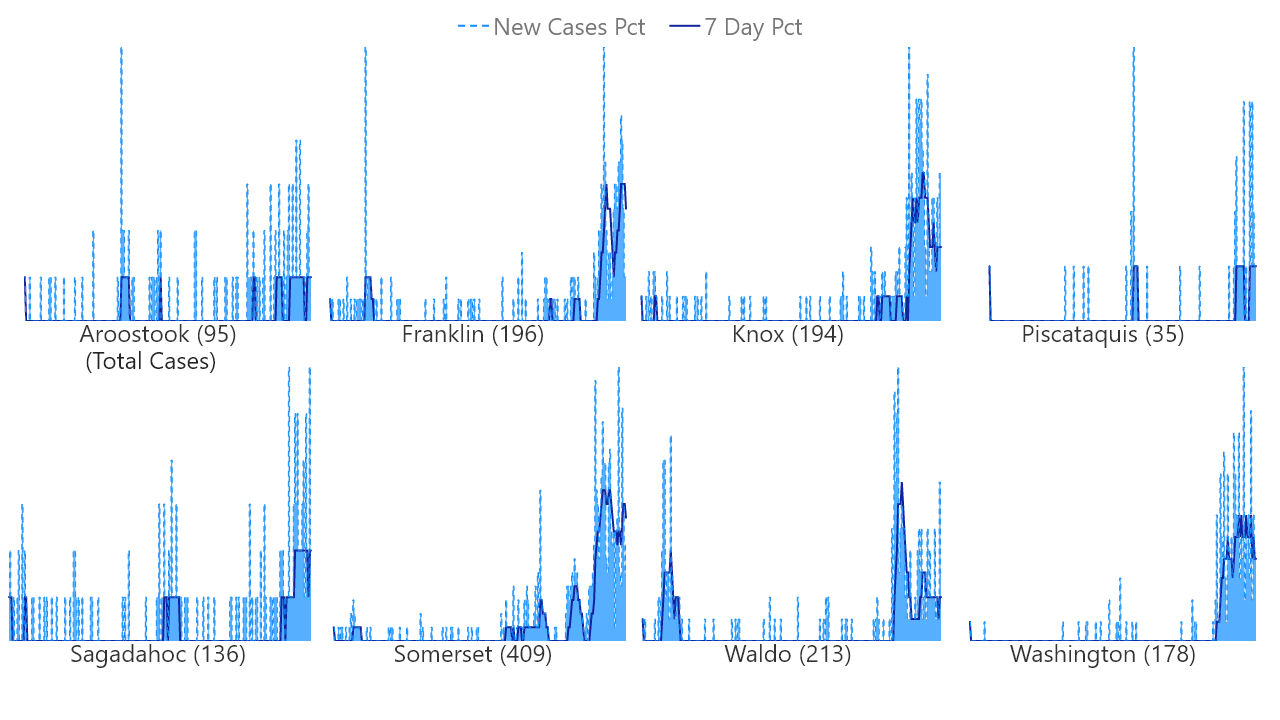 New Cases Pct 7 Day Pct
Aroostook (95) Franklin (196) Knox (194) Piscataquis (35)
(Total Cases)
Sagadahoc (136) Somerset (409) Waldo (213) Washington (178)